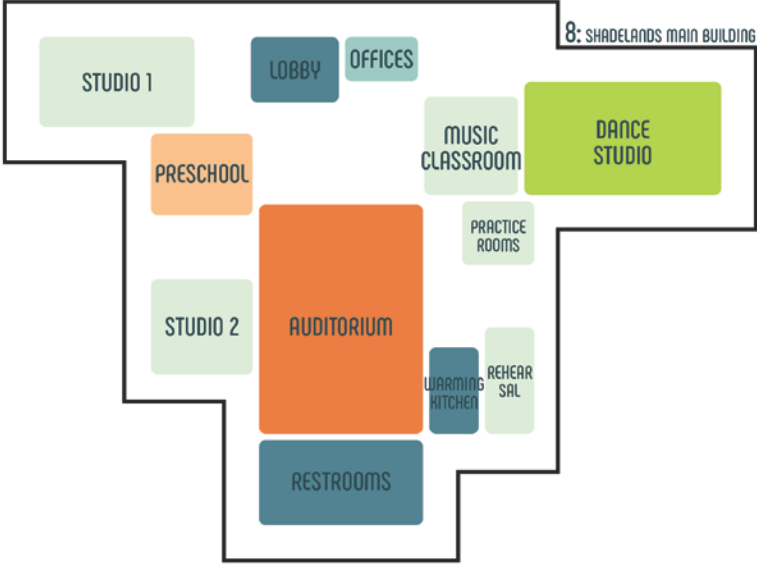 8: SHADELANDS MAIN BUILDING
STUDIO 1
LOBBY
OFFICES
MUSIC
CLASSROOM
DANCE
STUDIO
PRESCHOOL
PRACTICE
ROOMS
STUDIO 2
AUDITORIUM
WARMING
KITCHEN
REHEAR
SAL
RESTROOMS